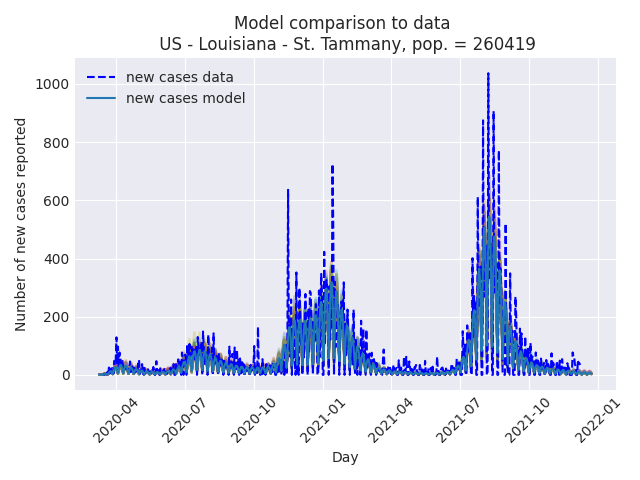 Model comparison to data
US - Louisiana - St. Tammany, pop. = 260419
new cases data
new cases model
Number of new cases reported
1000
800
600
400
200
0
2020-04
2020-07
2020-10
2021-01
2021-04
2021-07
2021-10
2022-01
Day